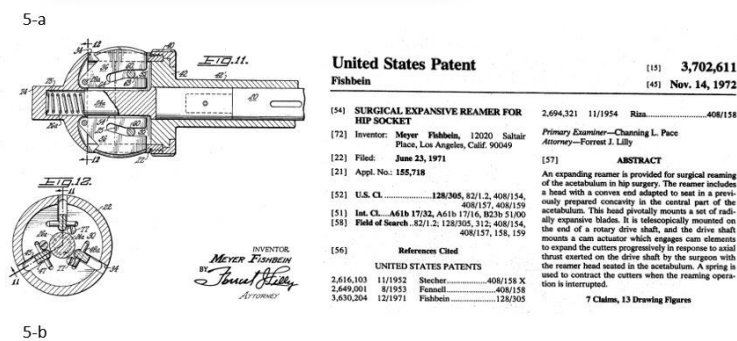 5-a
FIG.11.
FIG.12.
INVENTOR.
MEYER FISHBEIN
BY
ATTORNEY
United States Patent
[15] 3,702,611
Fishbein
[45] Nov. 14, 1972
[54] SURGICAL EXPANSIVE REAMER FOR
HIP SOCKET
[72] Inventor: Meyer Fishbein, 12020 Saltair
Place, Los Angeles, Calif. 90049
[22] Filed: June 23, 1971
[21] Appl. No.: 155,718
[52] U.S. Cl. ....................128/305, 82/1.2, 408/154,
408/157, 408/159
[51] Int. Cl.....A61b 17/32, A61b 17/16, B23b 51/00
[58] Field of Search ..82/1.2; 128/305, 312; 408/154,
408/157, 158, 159
[56] References Cited
UNITED STATES PATENTS
2,616,103 11/1952 Stecher....................408/158 X
2,649,001 8/1953 Fennell....................408/158
3,630,204 12/1971 Fishbein....................128/305
2,694,321 11/1954 Riza....................408/158
Primary Examiner—Channing L. Pace
Attorney—Forrest J. Lilly
[57] ABSTRACT
An expanding reamer is provided for surgical reaming
of the acetabulum in hip surgery. The reamer includes
a head with a convex end adapted to seat in a previ-
ously prepared concavity in the central part of the
acetabulum. This head pivotally mounts a set of radi-
ally expansive blades. It is telescopically mounted on
the end of a rotary drive shaft, and the drive shaft
mounts a cam actuator which engages cam elements
to expand the cutters progressively in response to axial
thrust exerted on the drive shaft by the surgeon with
the reamer head seated in the acetabulum. A spring is
used to contract the cutters when the reaming opera-
tion is interrupted.
7 Claims, 13 Drawing Figures
5-b